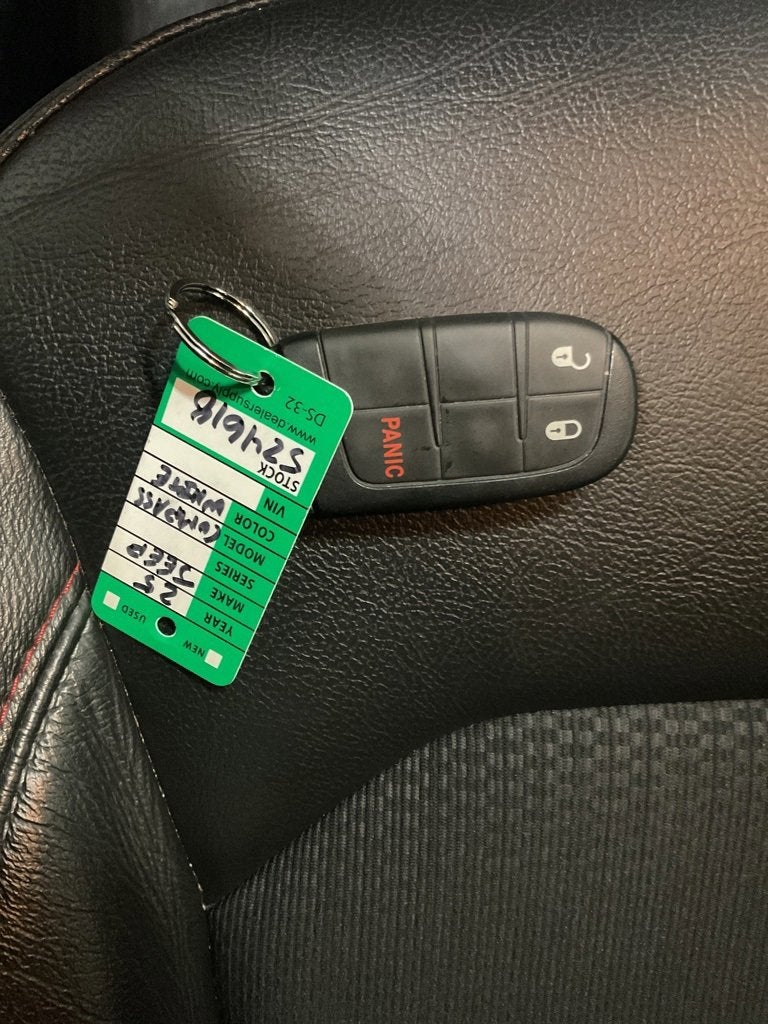 DS-32
www.dealersupply.com
STOCK S24618
VIN
COLOR WHITE
MODEL COMPASS
SERIES
MAKE JEEP
YEAR 25
NEW USED
PANIC